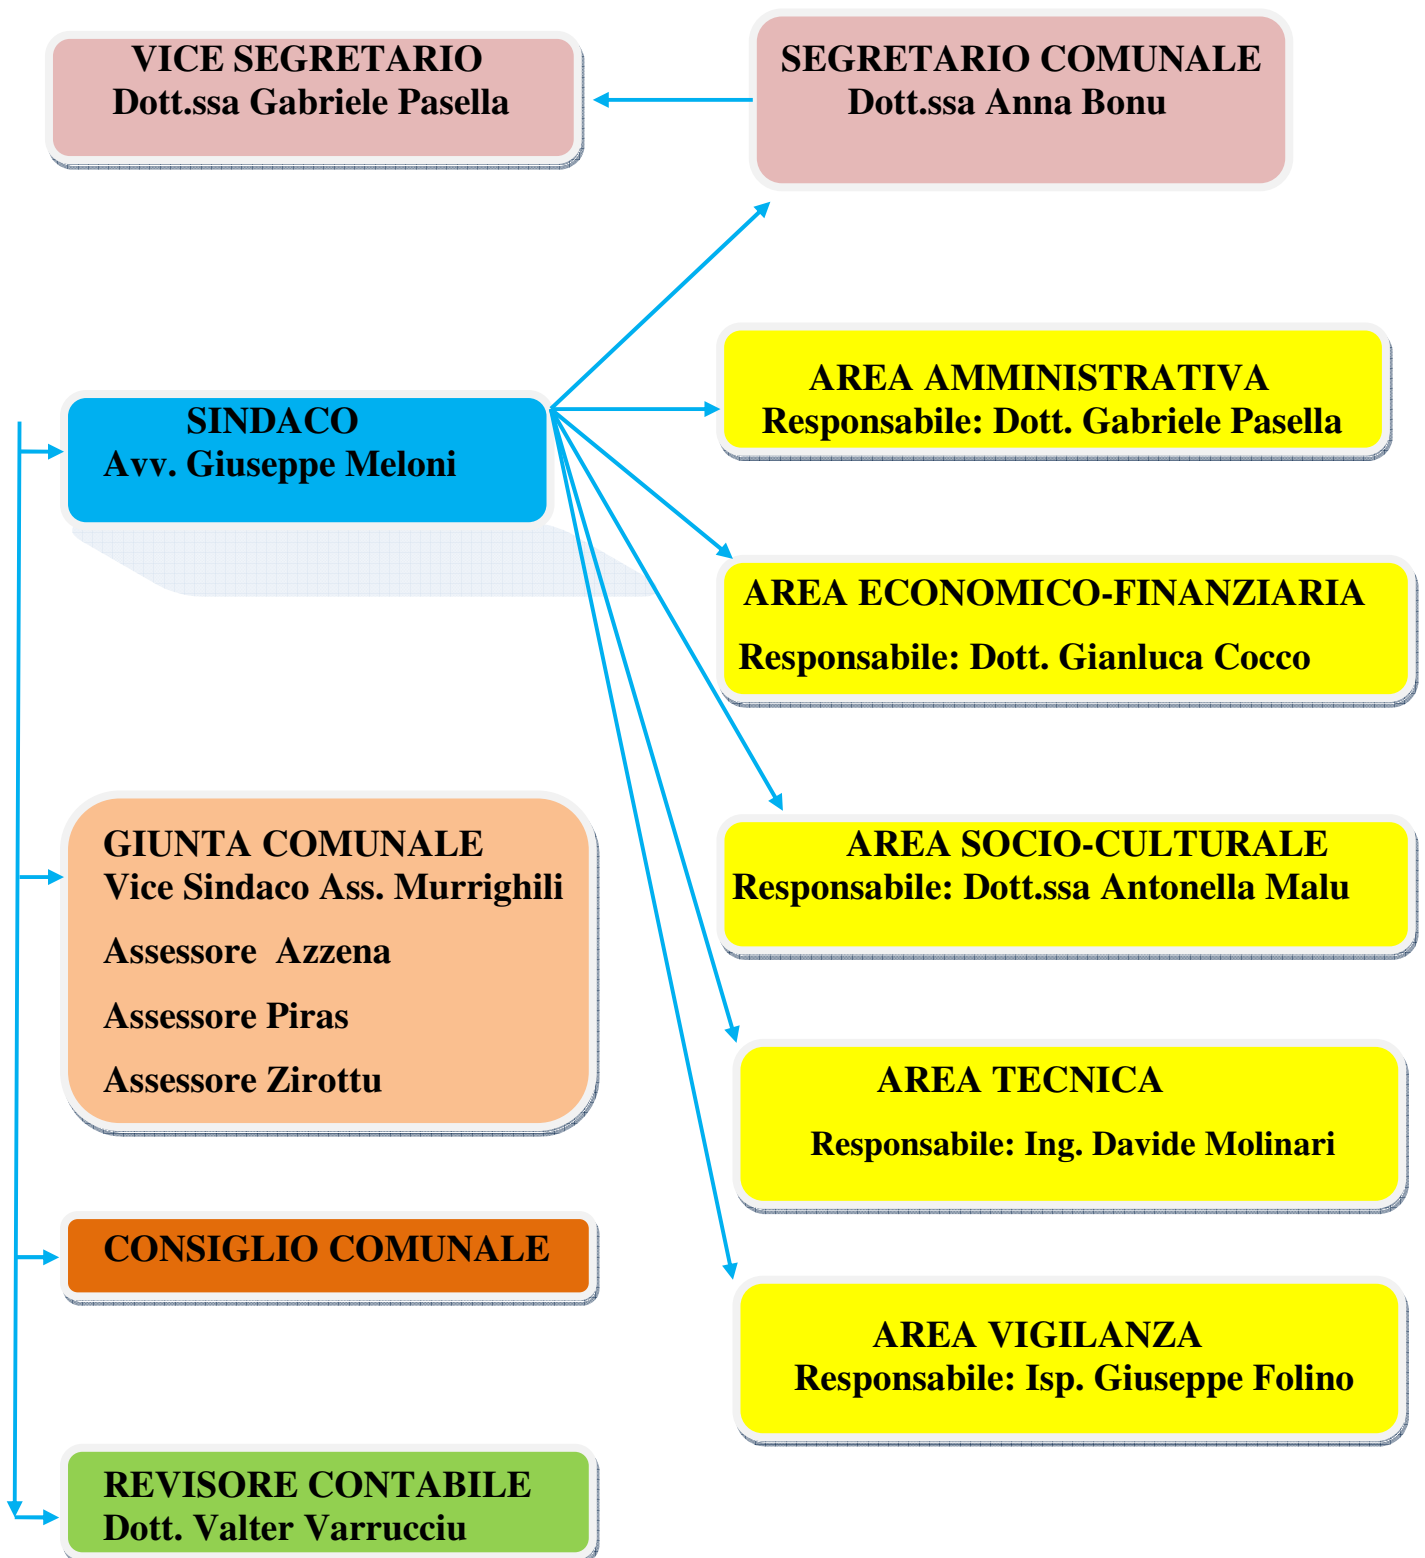 VICE SEGRETARIO
Dott.ssa Gabriele Pasella
SEGRETARIO COMUNALE
Dott.ssa Anna Bonu
SINDACO
Avv. Giuseppe Meloni
AREA AMMINISTRATIVA
Responsabile: Dott. Gabriele Pasella
AREA ECONOMICO-FINANZIARIA
Responsabile: Dott. Gianluca Cocco
GIUNTA COMUNALE
Vice Sindaco Ass. Murrighili
Assessore Azzena
Assessore Piras
Assessore Zirottu
AREA SOCIO-CULTURALE
Responsabile: Dott.ssa Antonella Malu
AREA TECNICA
Responsabile: Ing. Davide Molinari
CONSIGLIO COMUNALE
AREA VIGILANZA
Responsabile: Isp. Giuseppe Folino
REVISORE CONTABILE
Dott. Valter Varrucciu